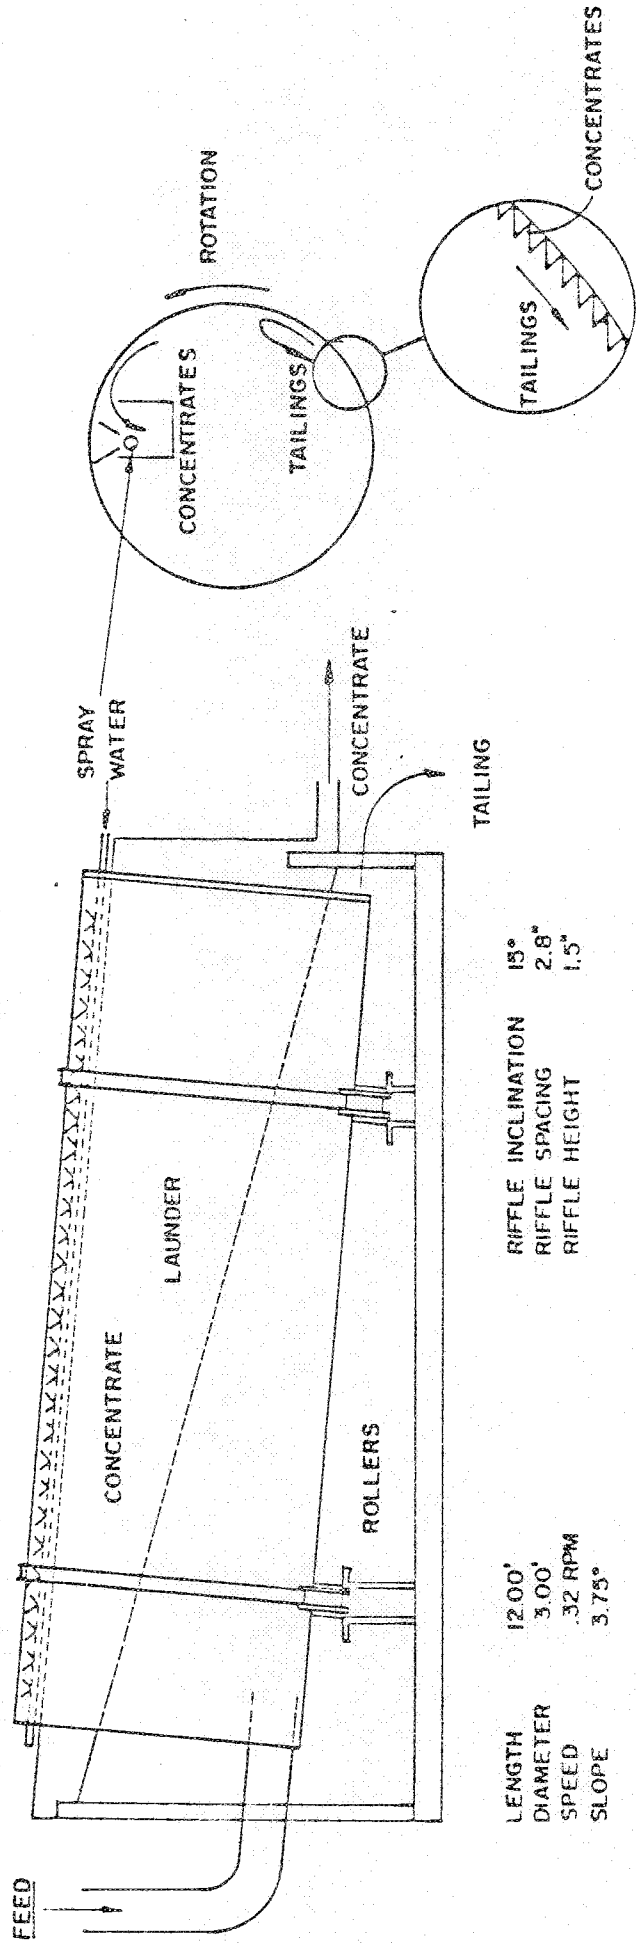 FEED
SPRAY
WATER
CONCENTRATE
LAUNDER
ROLLERS
CONCENTRATE
TAILING
CONCENTRATES
ROTATION
TAILINGS
TAILINGS
CONCENTRATES
LENGTH 12.00'
DIAMETER 3.00'
SPEED .32 RPM
SLOPE 3.75°
RIFFLE INCLINATION 15°
RIFFLE SPACING 2.8"
RIFFLE HEIGHT 1.5"